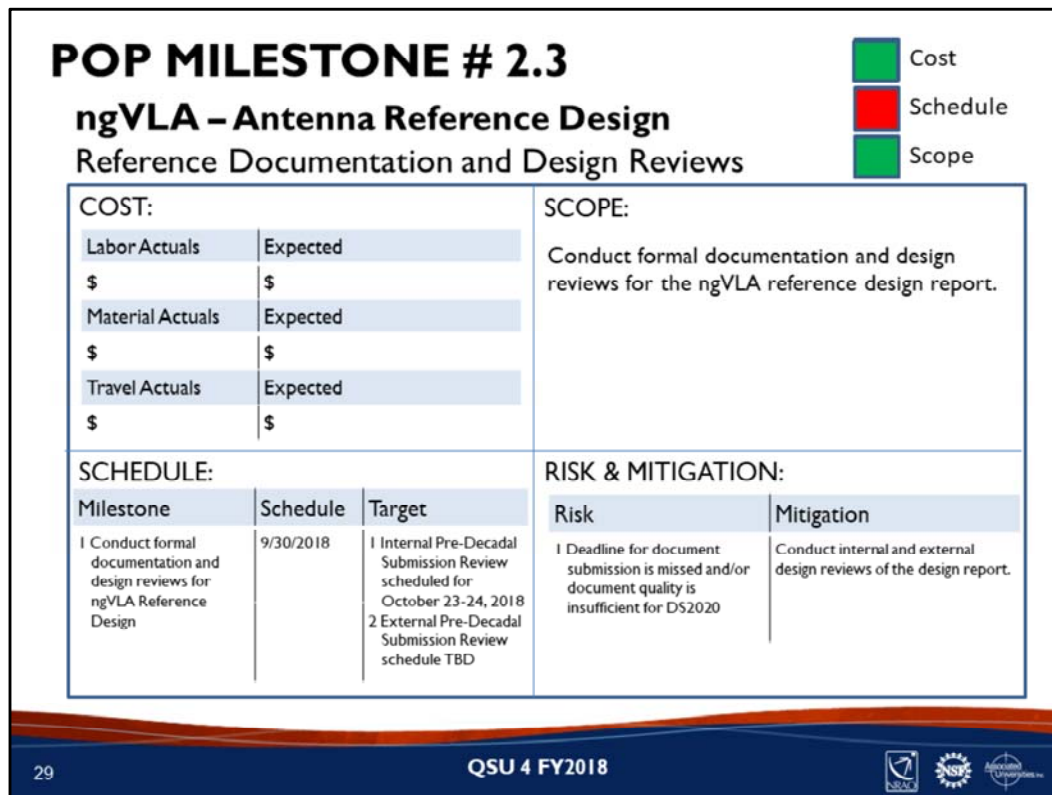 POP MILESTONE # 2.3
Cost
Schedule
Scope
ngVLA – Antenna Reference Design
Reference Documentation and Design Reviews
COST:
Labor Actuals Expected
$ $
Material Actuals Expected
$ $
Travel Actuals Expected
$ $
SCOPE:
Conduct formal documentation and design
reviews for the ngVLA reference design report.
SCHEDULE:
Milestone Schedule Target
1 Conduct formal
documentation and
design reviews for
ngVLA Reference
Design
9/30/2018
1 Internal Pre-Decadal
Submission Review
scheduled for
October 23-24, 2018
2 External Pre-Decadal
Submission Review
schedule TBD
RISK & MITIGATION:
Risk Mitigation
1 Deadline for document
submission is missed and/or
document quality is
insufficient for DS2020
Conduct internal and external
design reviews of the design report.
29
QSU 4 FY2018
NRAO
NSF
Associated
Universities Inc